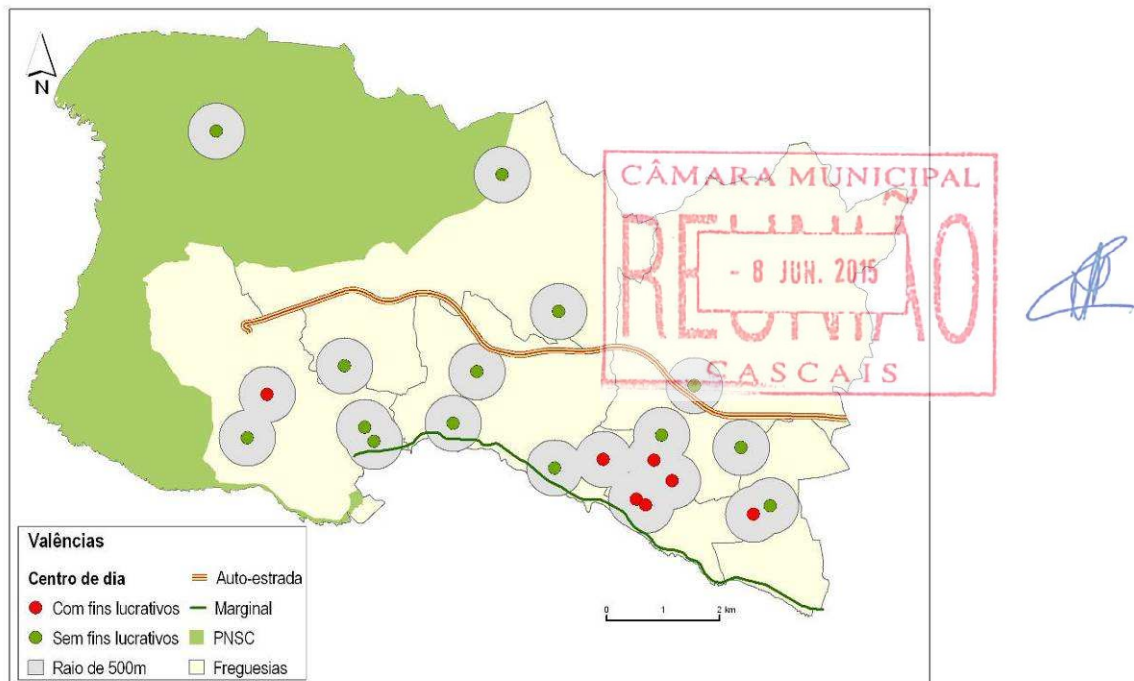 N
CÂMARA MUNICIPAL
REUNIÃO
- 8 JUN. 2015
CASCAIS
Valências
Centro de dia
Com fins lucrativos
Sem fins lucrativos
Raio de 500m
Auto-estrada
Marginal
PNSC
Freguesias
0 1 2 km